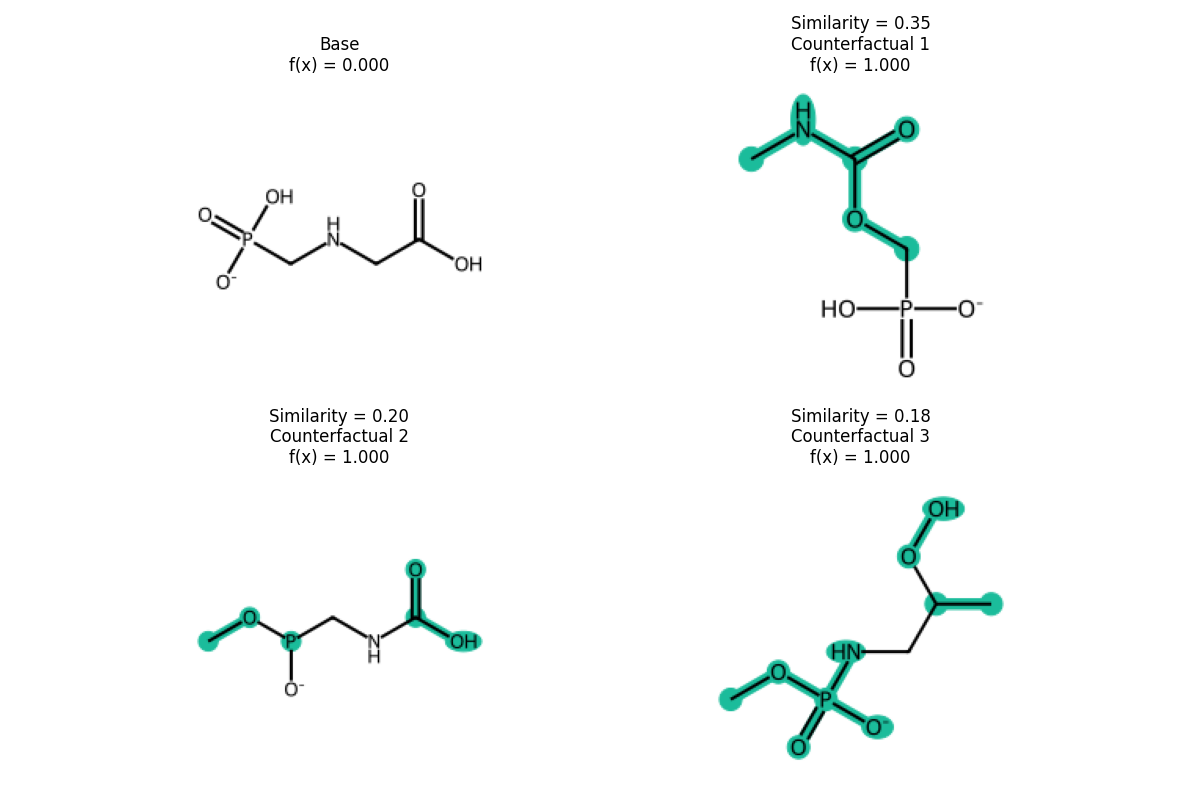 Base
f(x) = 0.000
O
OH
P
O-
H
N
O
OH
Similarity = 0.35
Counterfactual 1
f(x) = 1.000
H
N
O
O
HO
P
O-
O
Similarity = 0.20
Counterfactual 2
f(x) = 1.000
O
O
P
N
H
OH
O-
Similarity = 0.18
Counterfactual 3
f(x) = 1.000
OH
O
HN
O
P
O-
O